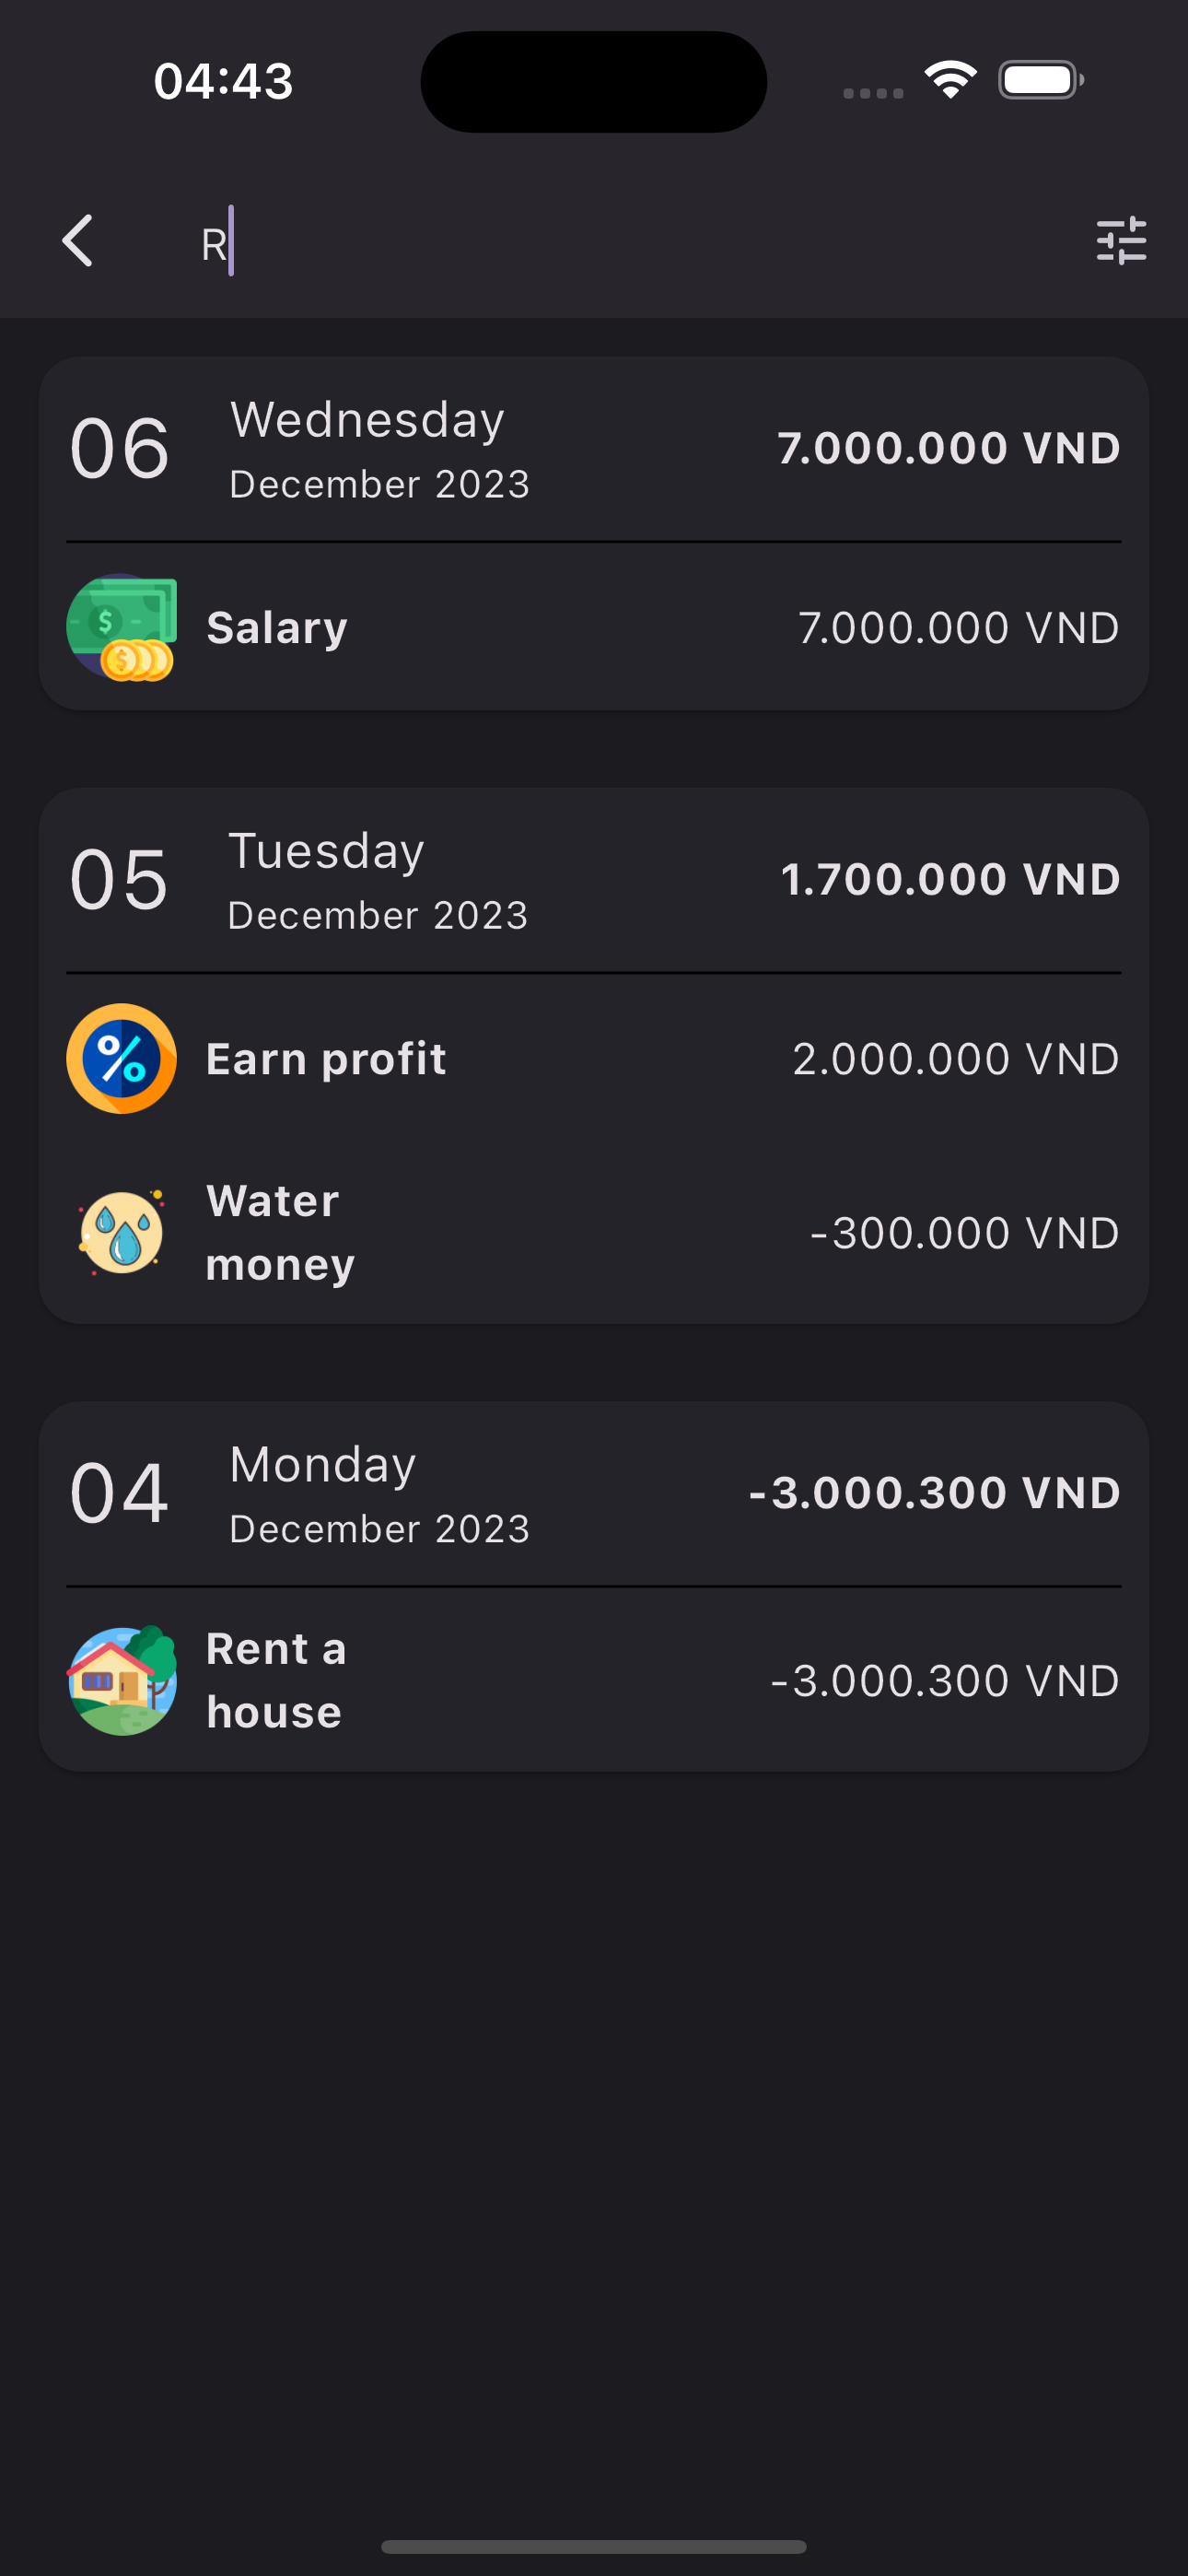 04:43
R
06
Wednesday
December 2023
7.000.000 VND
Salary
7.000.000 VND
05
Tuesday
December 2023
1.700.000 VND
Earn profit
2.000.000 VND
Water
money
-300.000 VND
04
Monday
December 2023
-3.000.300 VND
Rent a
house
-3.000.300 VND